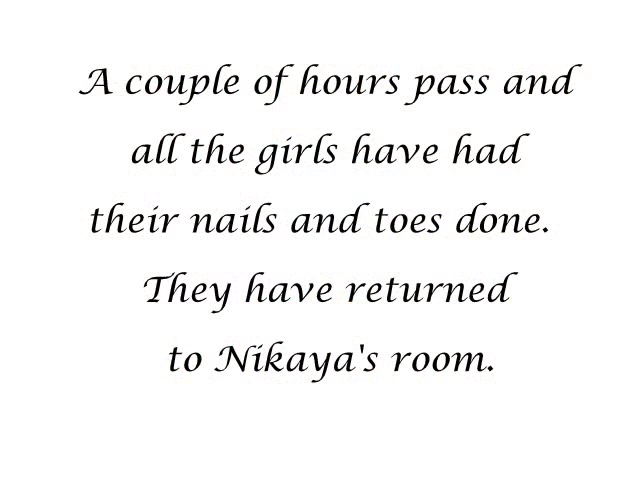 A couple of hours pass and
all the girls have had
their nails and toes done.
They have returned
to Nikaya's room.